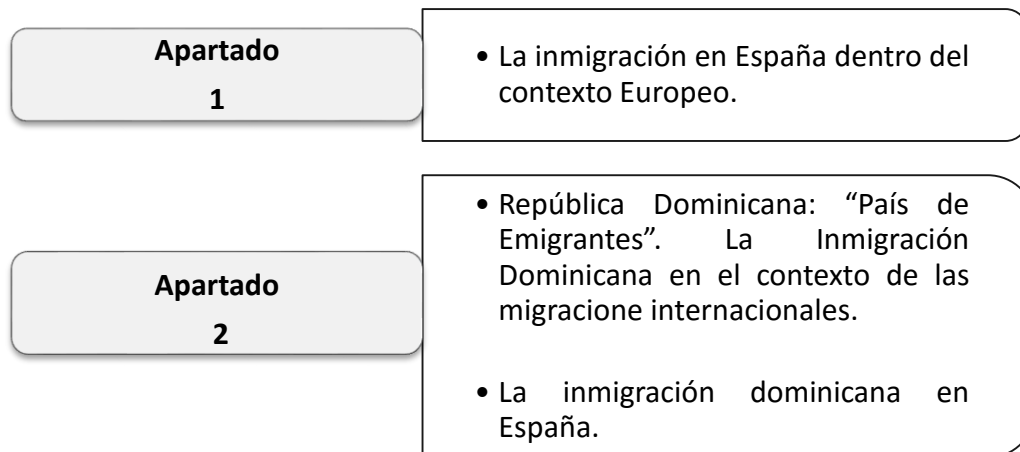 Apartado
1
• La inmigración en España dentro del
contexto Europeo.
Apartado
2
• República Dominicana: “País de
Emigrantes”. La Inmigración
Dominicana en el contexto de las
migracione internacionales.
• La inmigración dominicana en
España.